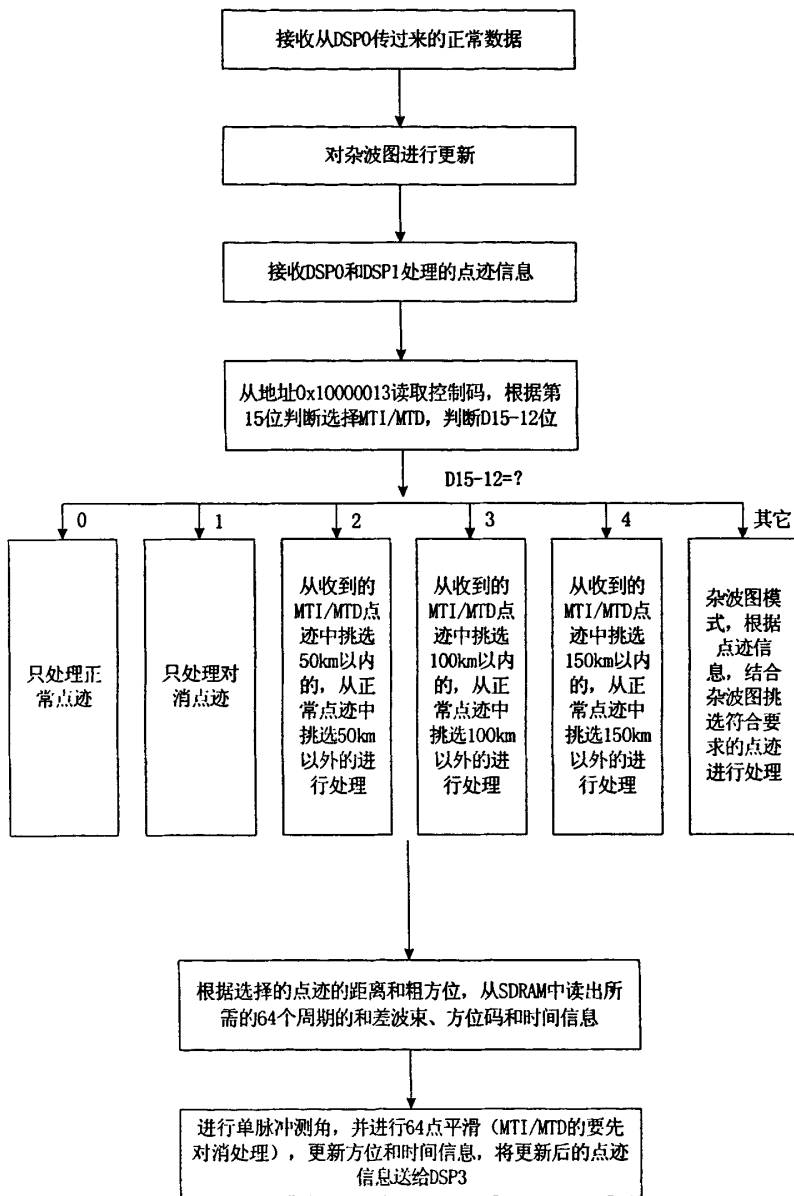 接收从DSP0传过来的正常数据
对杂波图进行更新
接收DSP0和DSP1处理的点迹信息
从地址0x10000013读取控制码，根据第
15位判断选择MTI/MTD，判断D15-12位
D15-12=?
0
1
2
3
4
其它
只处理正
常点迹
只处理对
消点迹
从收到的
MTI/MTD点
迹中挑选
50km以内
的，从正
常点迹中
挑选50km
以外的进
行处理
从收到的
MTI/MTD点
迹中挑选
100km以内
的，从正
常点迹中
挑选100km
以外的进
行处理
从收到的
MTI/MTD点
迹中挑选
150km以内
的，从正
常点迹中
挑选150km
以外的进
行处理
杂波图模
式，根据
点迹信
息，结合
杂波图挑
选符合要
求的点迹
进行处理
根据选择的点迹的距离和粗方位，从SDRAM中读出所
需的64个周期的和差波束、方位码和时间信息
进行单脉冲测角，并进行64点平滑（MTI/MTD的要先
对消处理），更新方位和时间信息，将更新后的点迹
信息送给DSP3